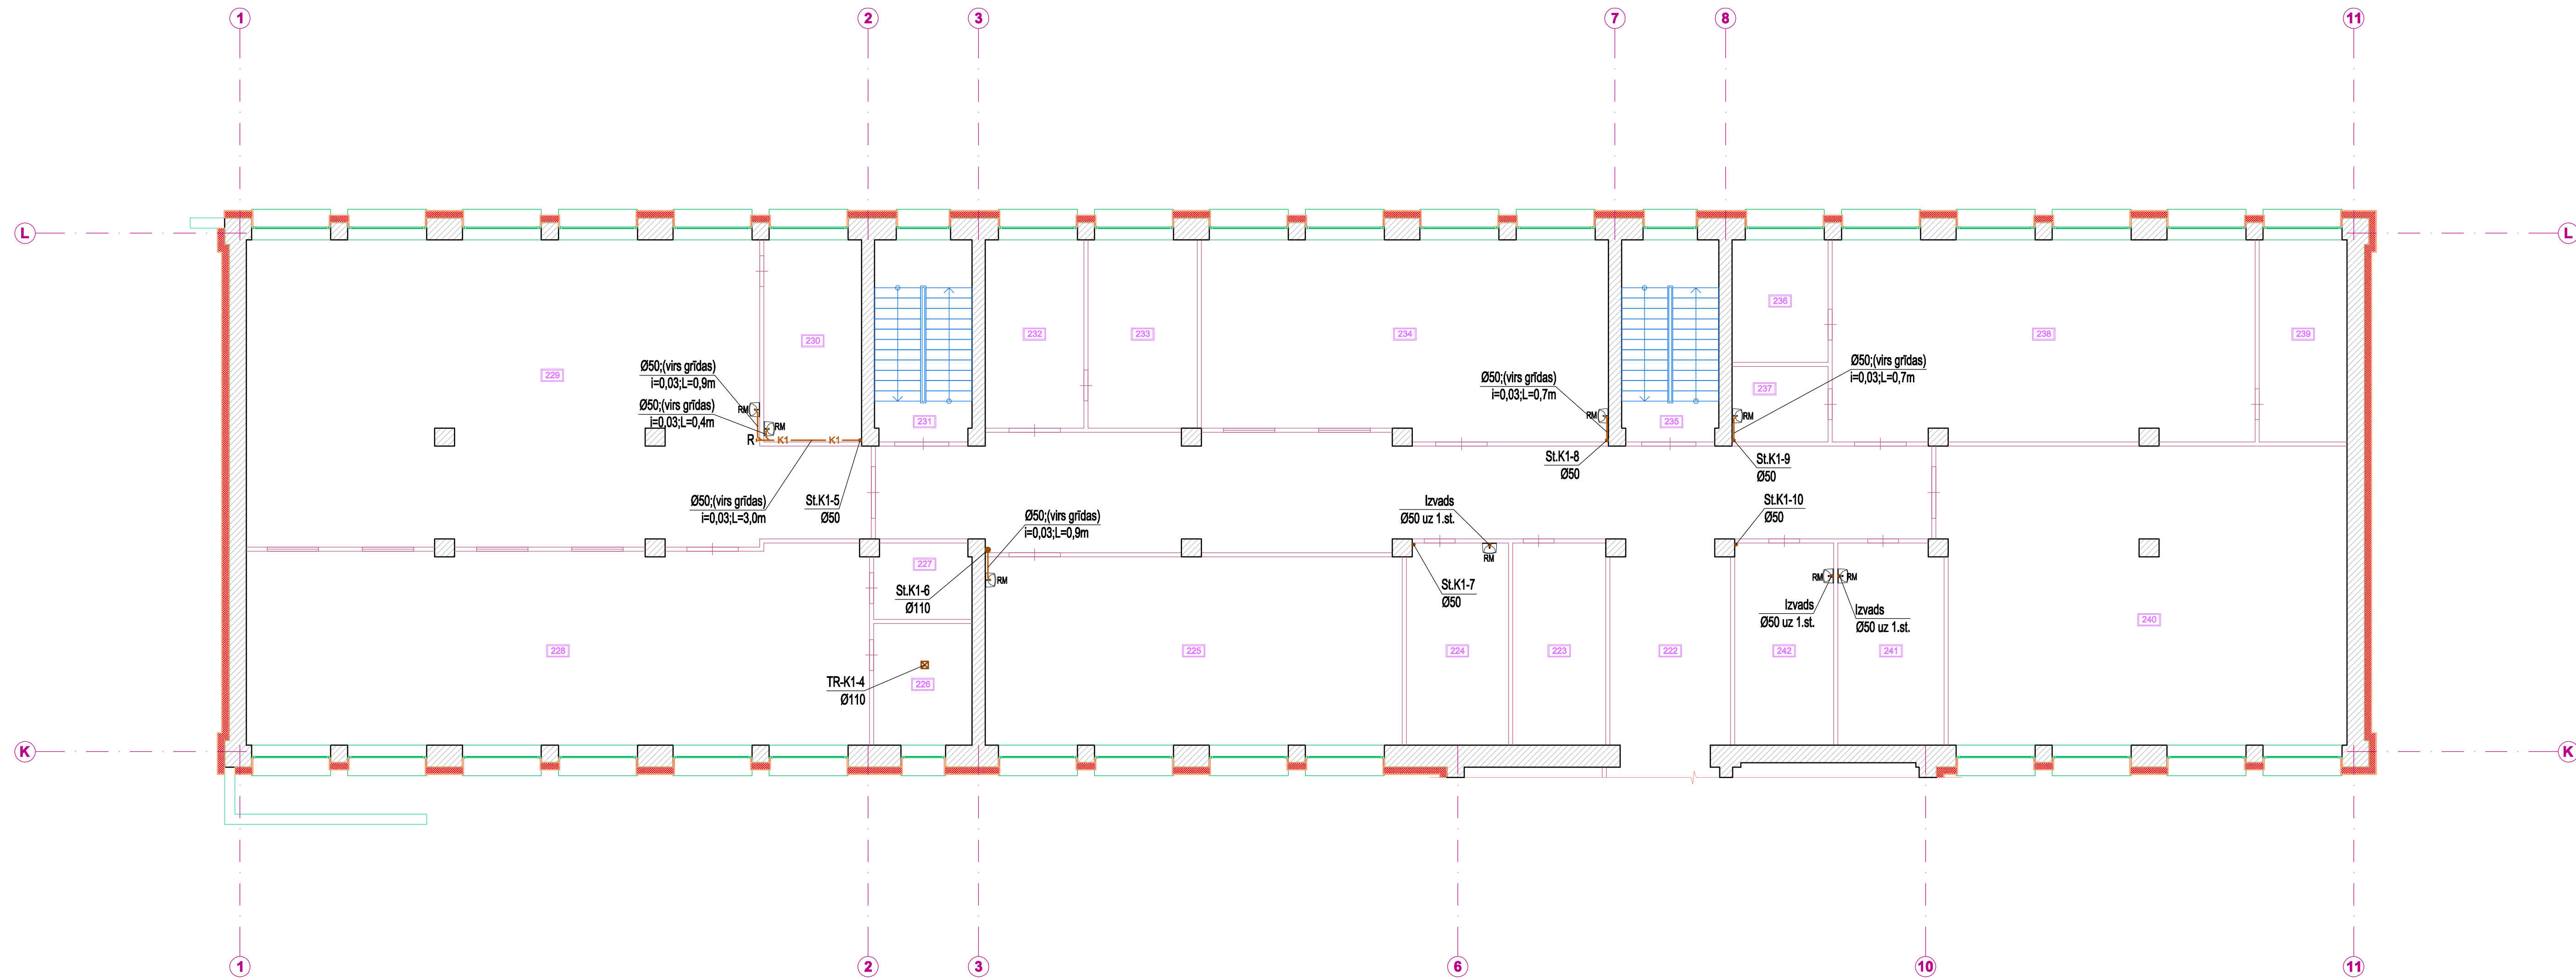 1 2 3 7 8 11
L L
236
232 233 234 238 239
230
Ø50;(virs grīdas)
i=0,03;L=0,9m
229
Ø50;(virs grīdas)
i=0,03;L=0,7m
Ø50;(virs grīdas)
i=0,03;L=0,7m
237
Ø50;(virs grīdas)
i=0,03;L=0,4m
RM
RM
RM
RM
231
235
R K1 K1
St.K1-8
Ø50
St.K1-9
Ø50
Ø50;(virs grīdas)
i=0,03;L=3,0m
St.K1-5
Ø50
Izvads
Ø50 uz 1.st.
St.K1-10
Ø50
Ø50;(virs grīdas)
i=0,03;L=0,9m
RM
227
RM
RM RM
St.K1-6
Ø110
St.K1-7
Ø50
Izvads
Ø50 uz 1.st.
Izvads
Ø50 uz 1.st.
240
228 225 224 223 222 242 241
TR-K1-4
Ø110
226
K K
1 2 3 6 10 11